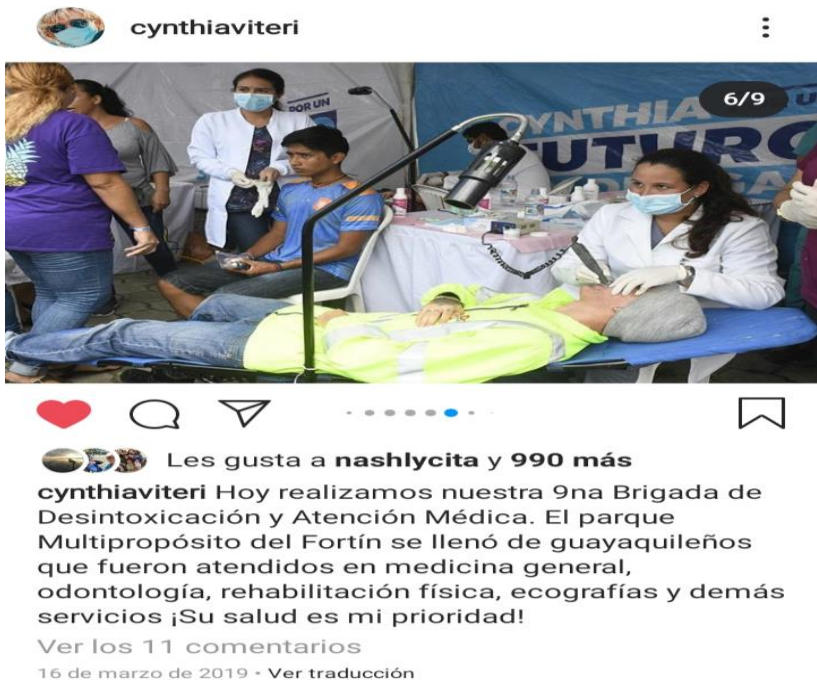 cynthiaviteri
6/9
POR UN
CYNTHIA
FUTURO
Les gusta a nashlycita y 990 más
cynthiaviteri Hoy realizamos nuestra 9na Brigada de
Desintoxicación y Atención Médica. El parque
Multipropósito del Fortín se llenó de guayaquileños
que fueron atendidos en medicina general,
odontología, rehabilitación física, ecografías y demás
servicios ¡Su salud es mi prioridad!
Ver los 11 comentarios
16 de marzo de 2019 • Ver traducción